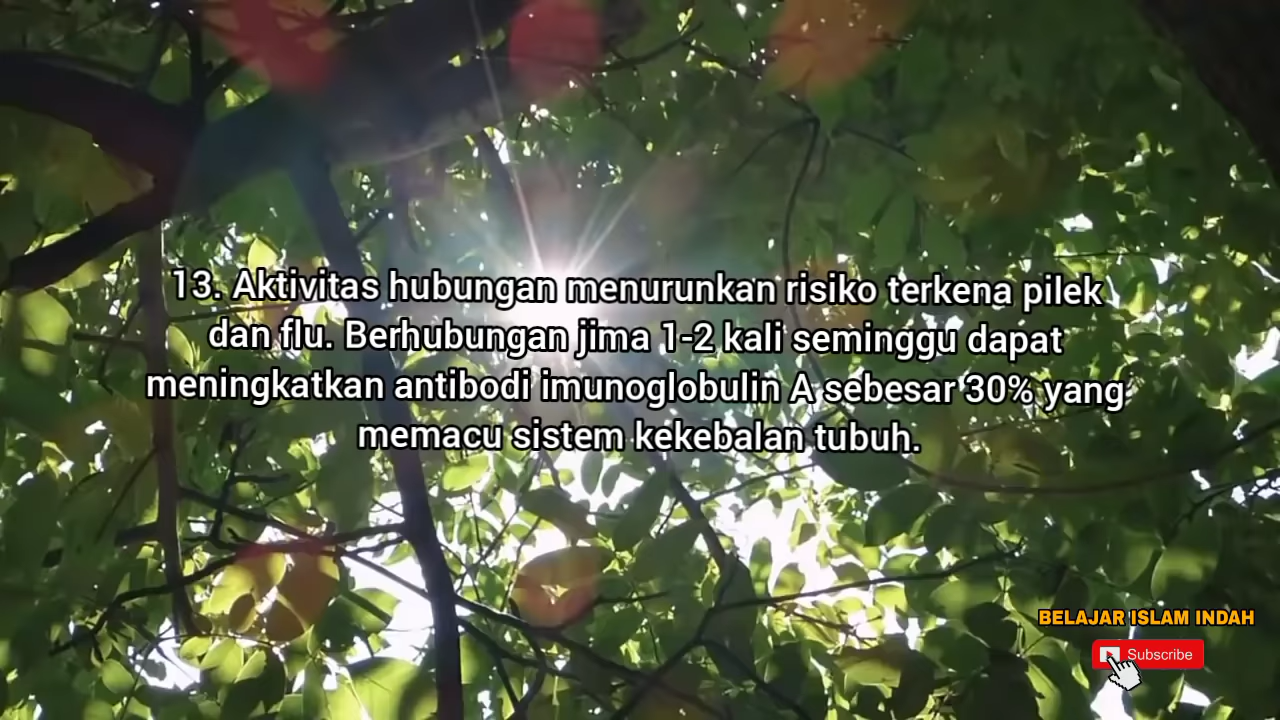 13. Aktivitas hubungan menurunkan risiko terkena pilek
dan flu. Berhubungan jima 1-2 kali seminggu dapat
meningkatkan antibodi imunoglobulin A sebesar 30% yang
memacu sistem kekebalan tubuh.
BELAJAR ISLAM INDAH
Subscribe